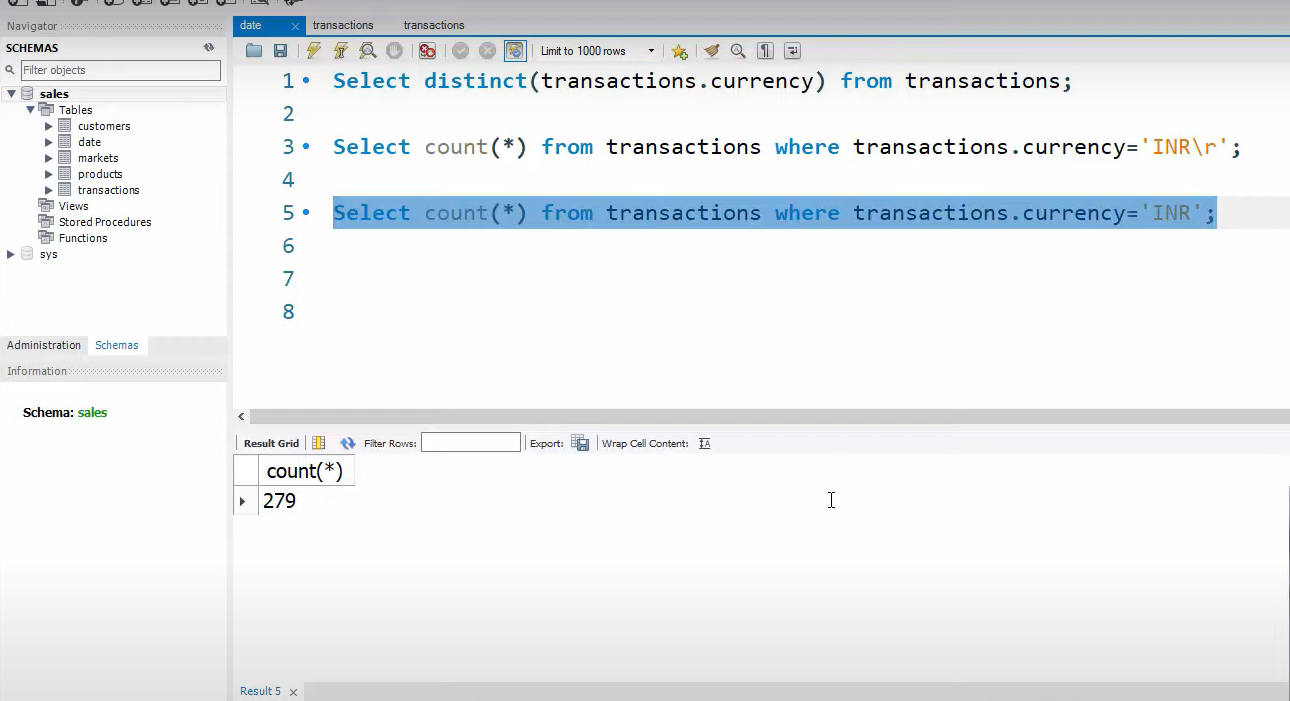 Navigator
SCHEMAS
Filter objects
sales
Tables
customers
date
markets
products
transactions
Views
Stored Procedures
Functions
sys
Administration Schemas
Information
Schema: sales
date transactions transactions
Limit to 1000 rows
1 Select distinct(transactions.currency) from transactions;
2
3 Select count(*) from transactions where transactions.currency='INR\r';
4
5 Select count(*) from transactions where transactions.currency='INR';
6
7
8
Result Grid Filter Rows: Export: Wrap Cell Content:
count(*)
279
Result 5